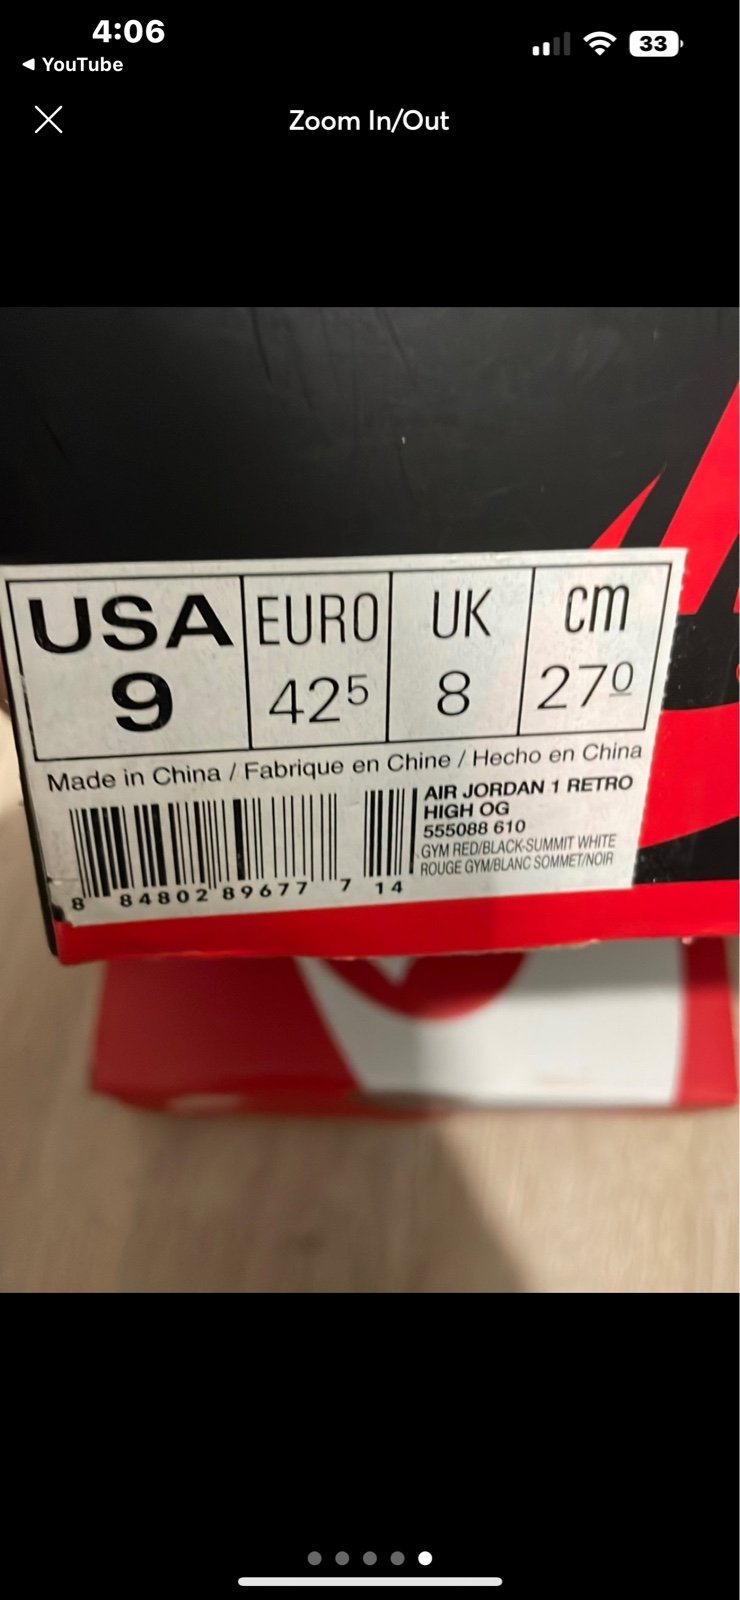 4:06
33
◄ YouTube
Zoom In/Out
USA EURO UK cm
9 42⁵ 8 27⁰
Made in China / Fabrique en Chine / Hecho en China
AIR JORDAN 1 RETRO
HIGH OG
555088 610
GYM RED/BLACK-SUMMIT WHITE
ROUGE GYM/BLANC SOMMET/NOIR
8 84802 89677 7 14